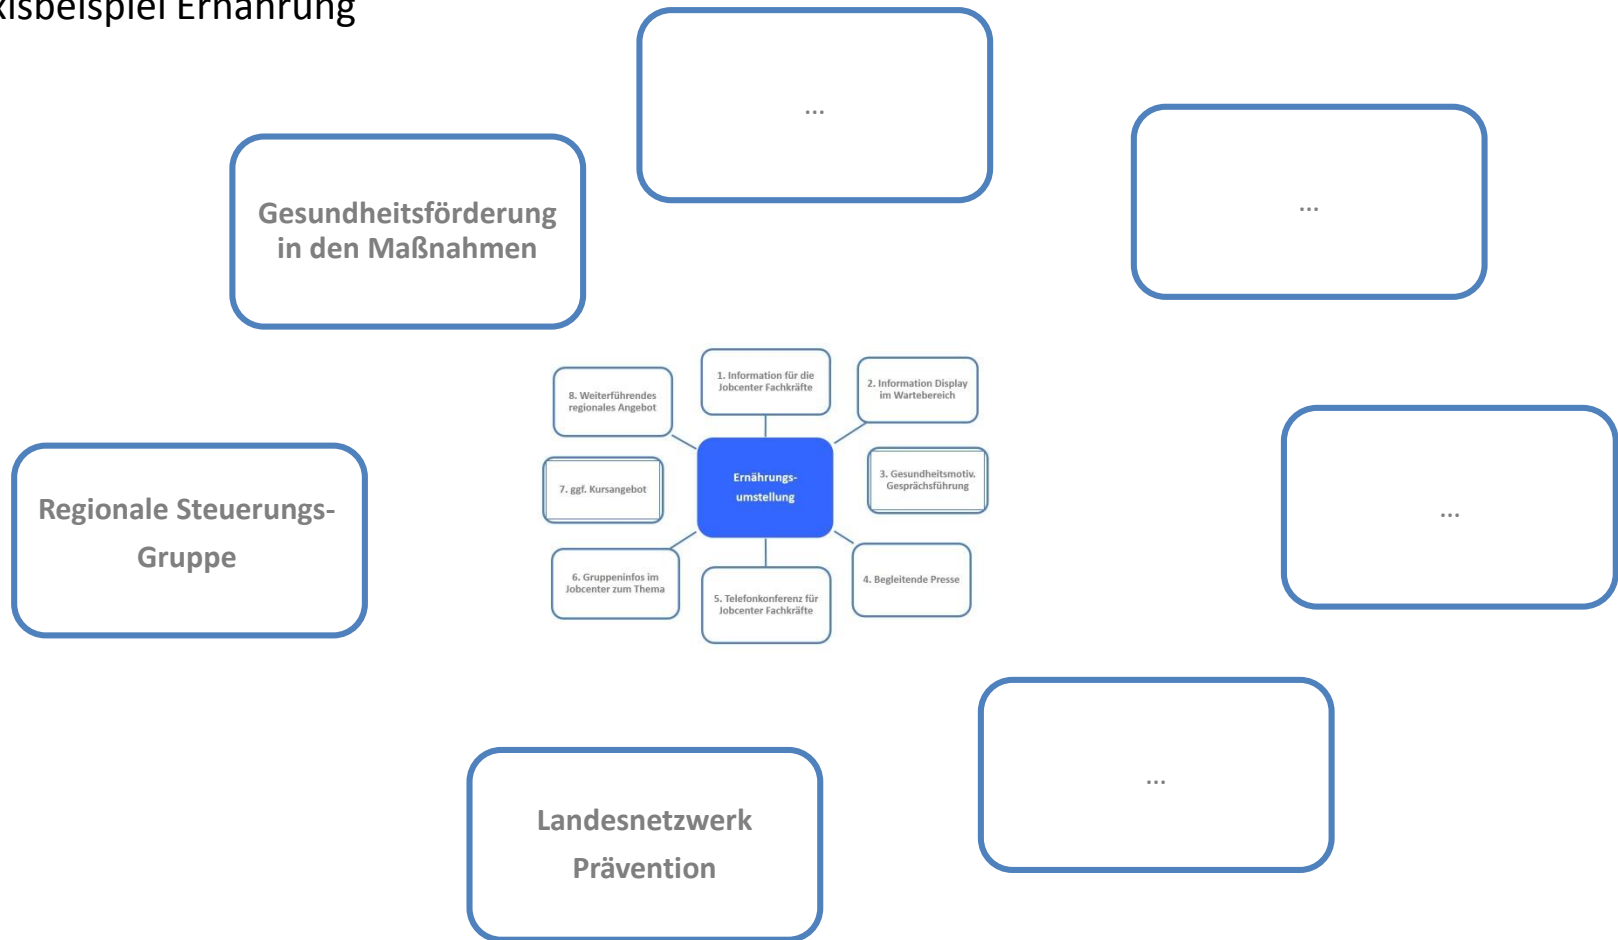 xisbeispiel Ernährung
...
...
Gesundheitsförderung
in den Maßnahmen
1. Information für die
Jobcenter Fachkräfte
2. Information Display
im Wartebereich
8. Weiterführendes
regionales Angebot
Ernährungs-
umstellung
3. Gesundheitsmotiv.
Gesprächsführung
7. ggf. Kursangebot
6. Gruppeninfos im
Jobcenter zum Thema
5. Telefonkonferenz für
Jobcenter Fachkräfte
4. Begleitende Presse
Regionale Steuerungs-
Gruppe
...
...
Landesnetzwerk
Prävention